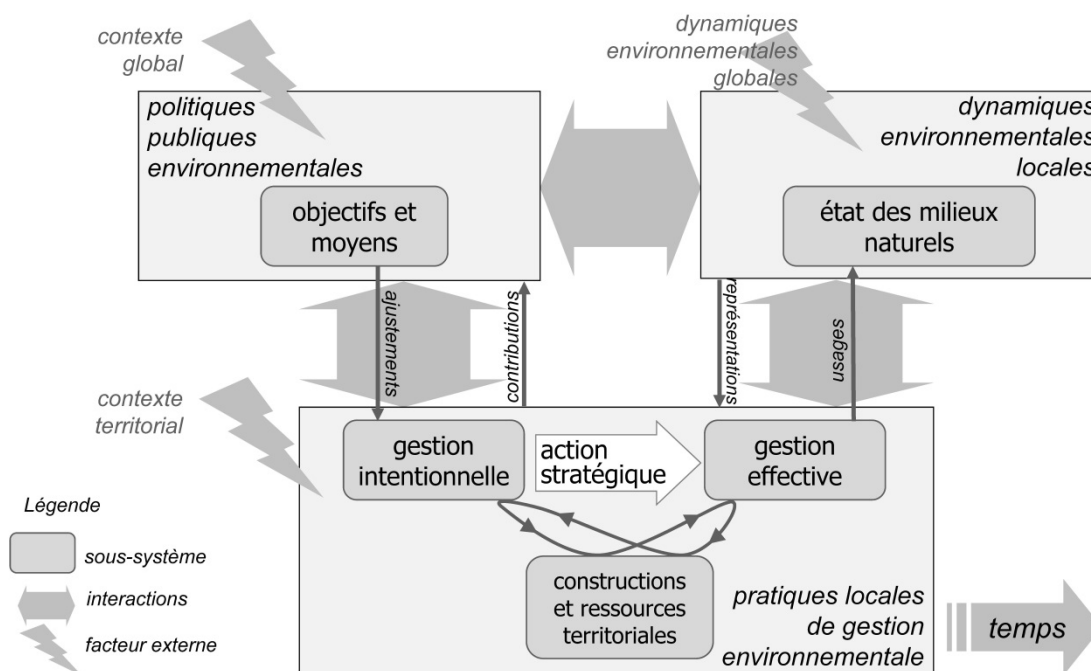 contexte
global
dynamiques
environnementales
globales
politiques
publiques
environnementales
objectifs et
moyens
dynamiques
environnementales
locales
état des milieux
naturels
ajustements
contributions
représentations
usages
contexte
territorial
gestion
intentionnelle
action
stratégique
gestion
effective
constructions
et ressources
territoriales
pratiques locales
de gestion
environnementale
temps
Légende
sous-système
interactions
facteur externe